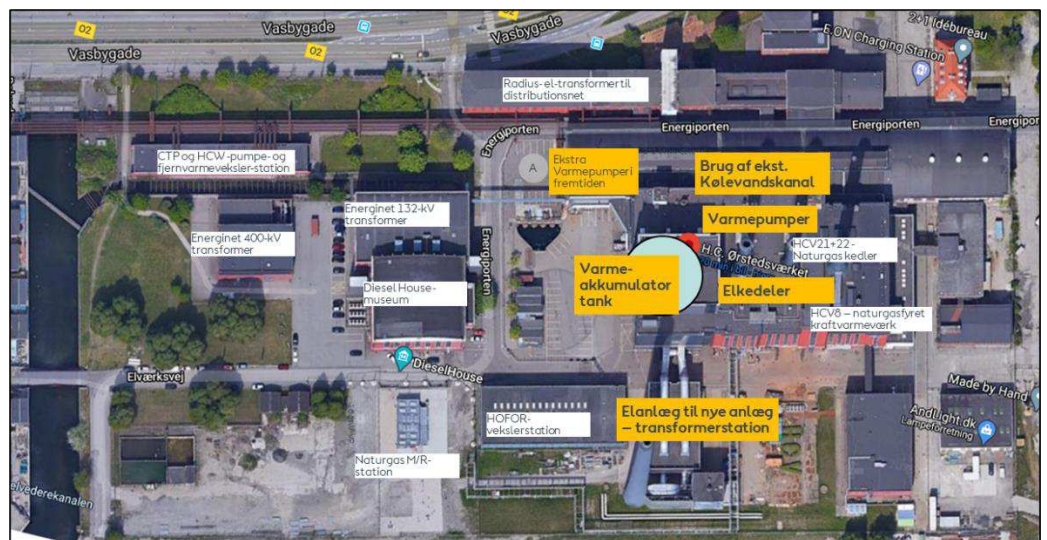 02
Vasbygade
Vasbygade
02
Vasbygade
02
2+1 Idébureau
E.ON Charging Station
Radius-el-transformer til
distributionsnet
Energiporten
Energiporten
Energiporten
Energiporten
CTP og HCW-pumpe- og
fjernvarmeveksler-station
A
Ekstra
Varmepumper i
fremtiden
Brug af ekst.
Kølevandskanal
Energinet 132-kV
transformer
Varmepumper
Energinet 400-kV
transformer
Energiporten
H.C. Ørstedsværket
HCV21+22-
Naturgaskedler
Varme-
akkumulator
tank
Diesel House-
museum
Elkedeler
HCV8 – naturgasfyret
kraftvarmeværk
Elværksvej
DieselHouse
Made by Hand
HOFOR-
vekslerstation
Elanlæg til nye anlæg
– transformerstation
AndLight.dk
Lampeforretning
Naturgas M/R-
station
elvederekanalen